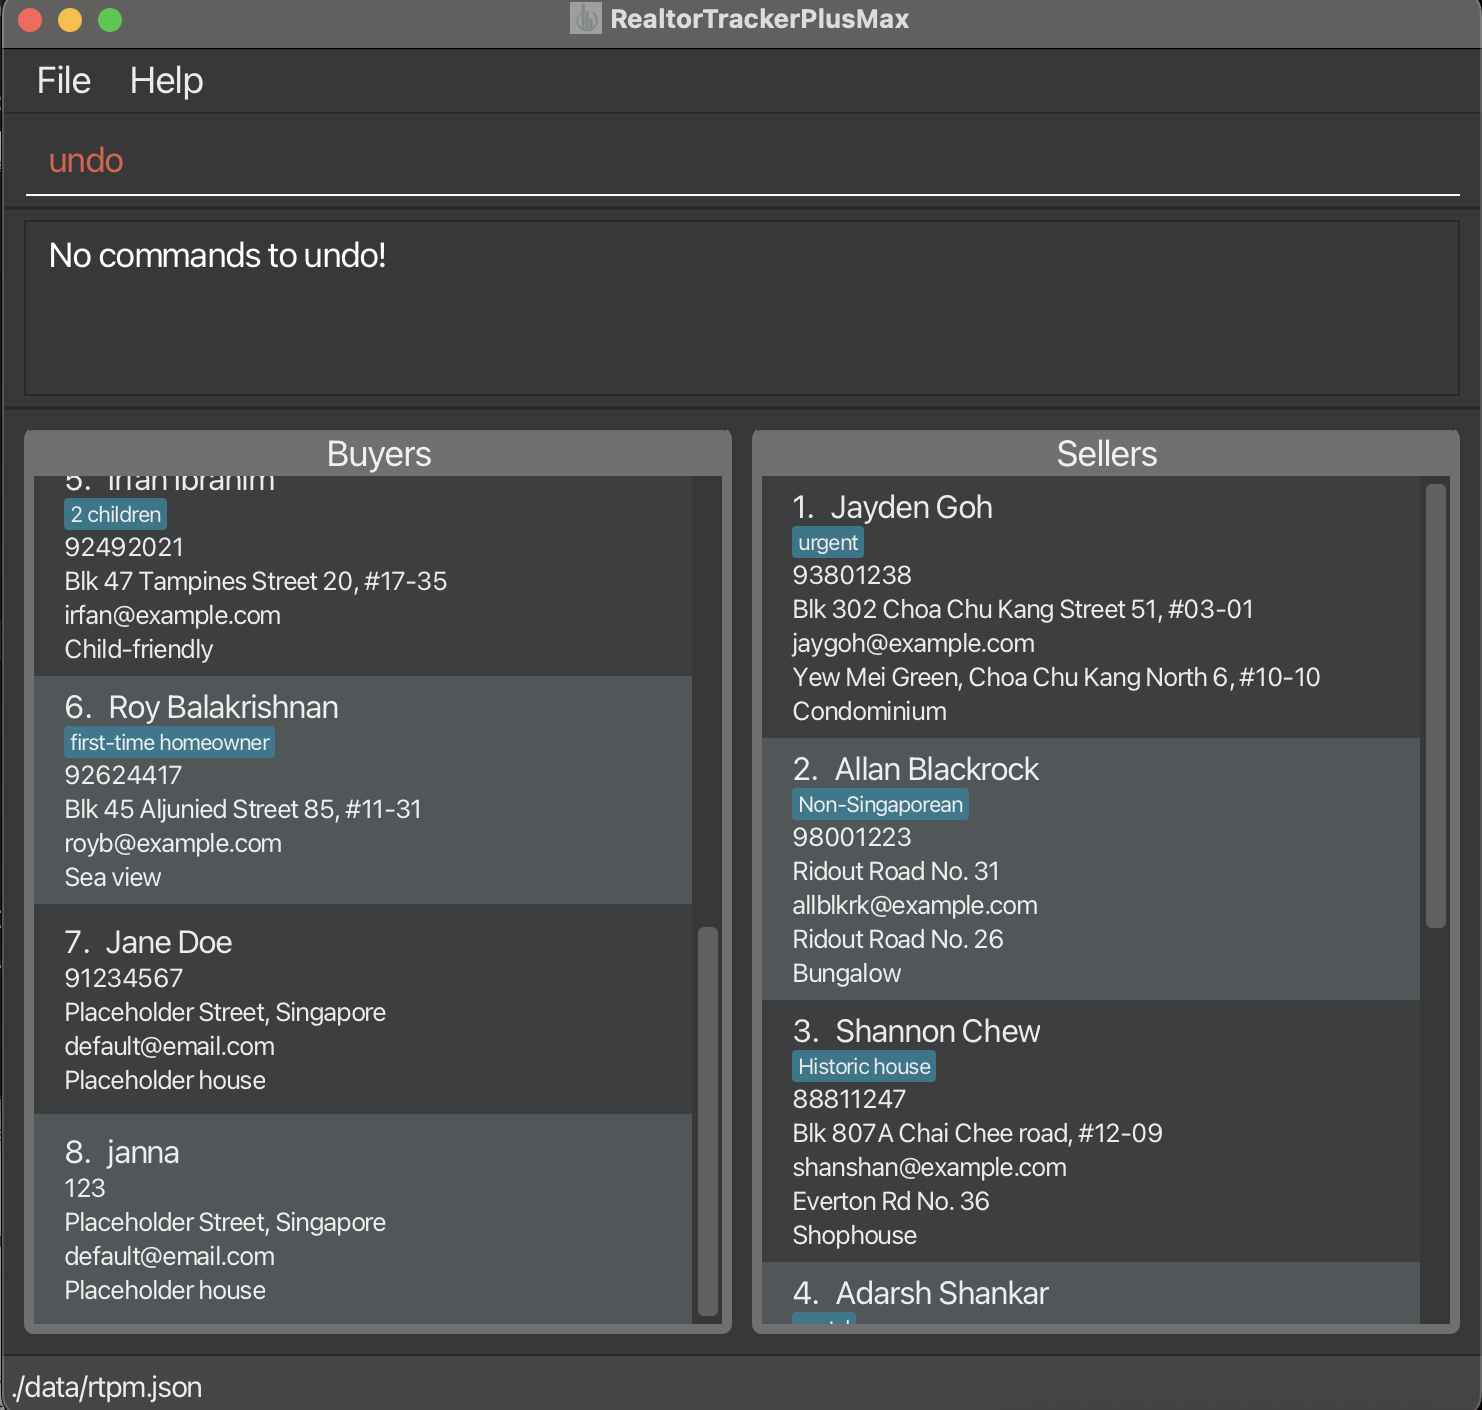 RealtorTrackerPlusMax
File Help
undo
No commands to undo!
Buyers
5. Irfan Ibrahim
2 children
92492021
Blk 47 Tampines Street 20, #17-35
irfan@example.com
Child-friendly
6. Roy Balakrishnan
first-time homeowner
92624417
Blk 45 Aljunied Street 85, #11-31
royb@example.com
Sea view
7. Jane Doe
91234567
Placeholder Street, Singapore
default@email.com
Placeholder house
8. janna
123
Placeholder Street, Singapore
default@email.com
Placeholder house
Sellers
1. Jayden Goh
urgent
93801238
Blk 302 Choa Chu Kang Street 51, #03-01
jaygoh@example.com
Yew Mei Green, Choa Chu Kang North 6, #10-10
Condominium
2. Allan Blackrock
Non-Singaporean
98001223
Ridout Road No. 31
allblkrk@example.com
Ridout Road No. 26
Bungalow
3. Shannon Chew
Historic house
88811247
Blk 807A Chai Chee road, #12-09
shanshan@example.com
Everton Rd No. 36
Shophouse
4. Adarsh Shankar
./data/rtpm.json